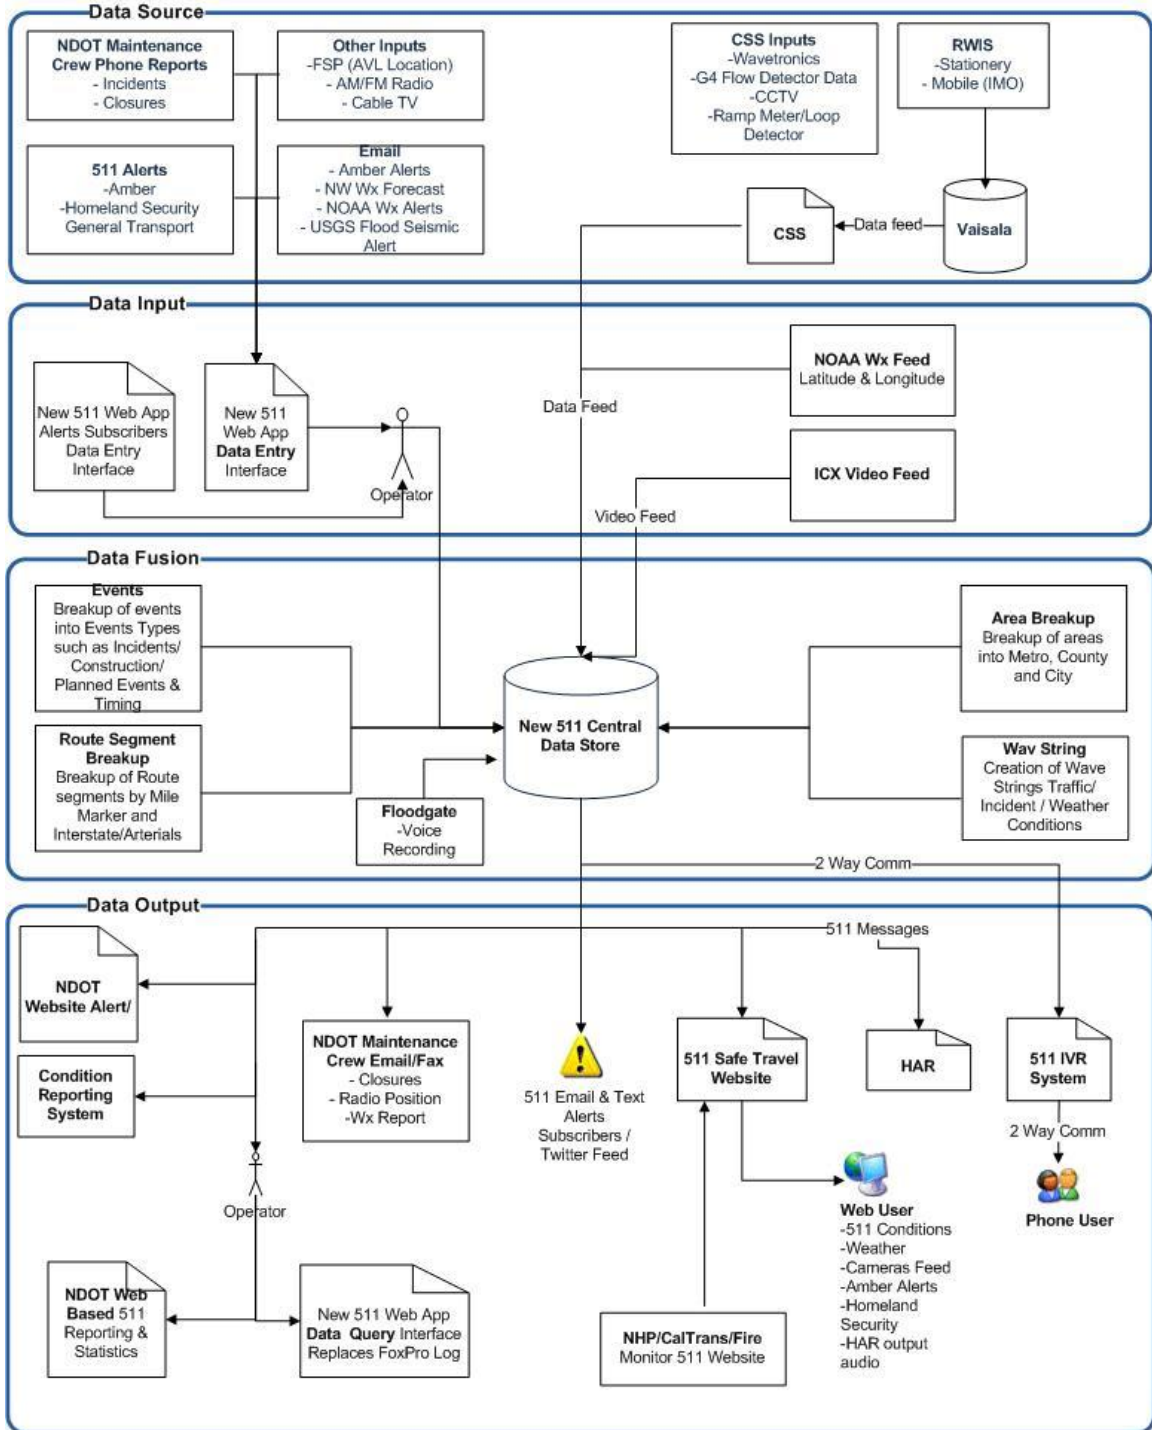 Data Source
NDOT Maintenance
Crew Phone Reports
- Incidents
- Closures
Other Inputs
-FSP (AVL Location)
- AM/FM Radio
- Cable TV
CSS Inputs
-Wavetronics
-G4 Flow Detector Data
-CCTV
-Ramp Meter/Loop
Detector
RWIS
-Stationery
- Mobile (IMO)
511 Alerts
-Amber
-Homeland Security
General Transport
Email
- Amber Alerts
- NW Wx Forecast
- NOAA Wx Alerts
- USGS Flood Seismic
Alert
CSS
Data feed
Vaisala
Data Input
New 511 Web App
Alerts Subscribers
Data Entry
Interface
New 511
Web App
Data Entry
Interface
Operator
Data Feed
NOAA Wx Feed
Latitude & Longitude
ICX Video Feed
Video Feed
Data Fusion
Events
Breakup of events
into Events Types
such as Incidents/
Construction/
Planned Events &
Timing
Route Segment
Breakup
Breakup of Route
segments by Mile
Marker and
Interstate/Arterials
Floodgate
-Voice
Recording
New 511 Central
Data Store
Area Breakup
Breakup of areas
into Metro, County
and City
Wav String
Creation of Wave
Strings Traffic/
Incident / Weather
Conditions
2 Way Comm
Data Output
511 Messages
NDOT
Website Alert/
Condition
Reporting
System
NDOT Maintenance
Crew Email/Fax
- Closures
- Radio Position
-Wx Report
511 Email & Text
Alerts
Subscribers /
Twitter Feed
511 Safe Travel
Website
HAR
511 IVR
System
2 Way Comm
Phone User
Operator
Web User
-511 Conditions
-Weather
-Cameras Feed
-Amber Alerts
-Homeland
Security
-HAR output
audio
NDOT Web
Based 511
Reporting &
Statistics
New 511 Web App
Data Query Interface
Replaces FoxPro Log
NHP/CalTrans/Fire
Monitor 511 Website